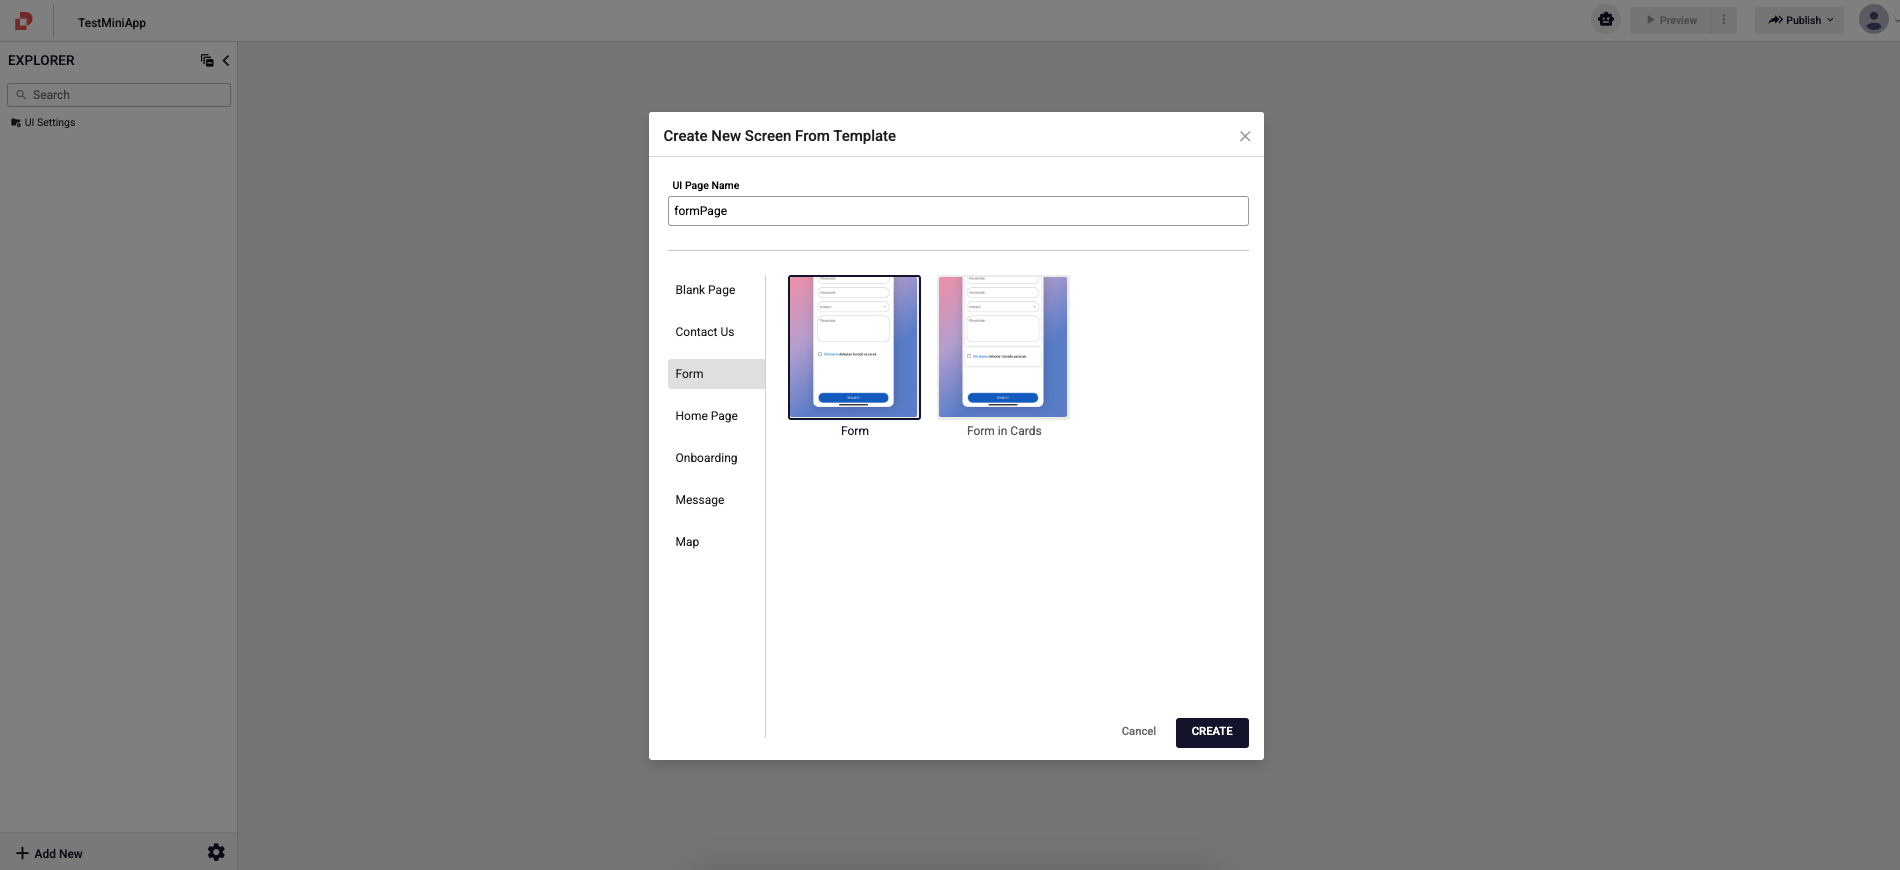 TestMiniApp
Preview
Publish
EXPLORER
Search
UI Settings
Create New Screen From Template
UI Page Name
formPage
Blank Page
Contact Us
Form
Home Page
Onboarding
Message
Map
Form
Form in Cards
Cancel
CREATE
Add New